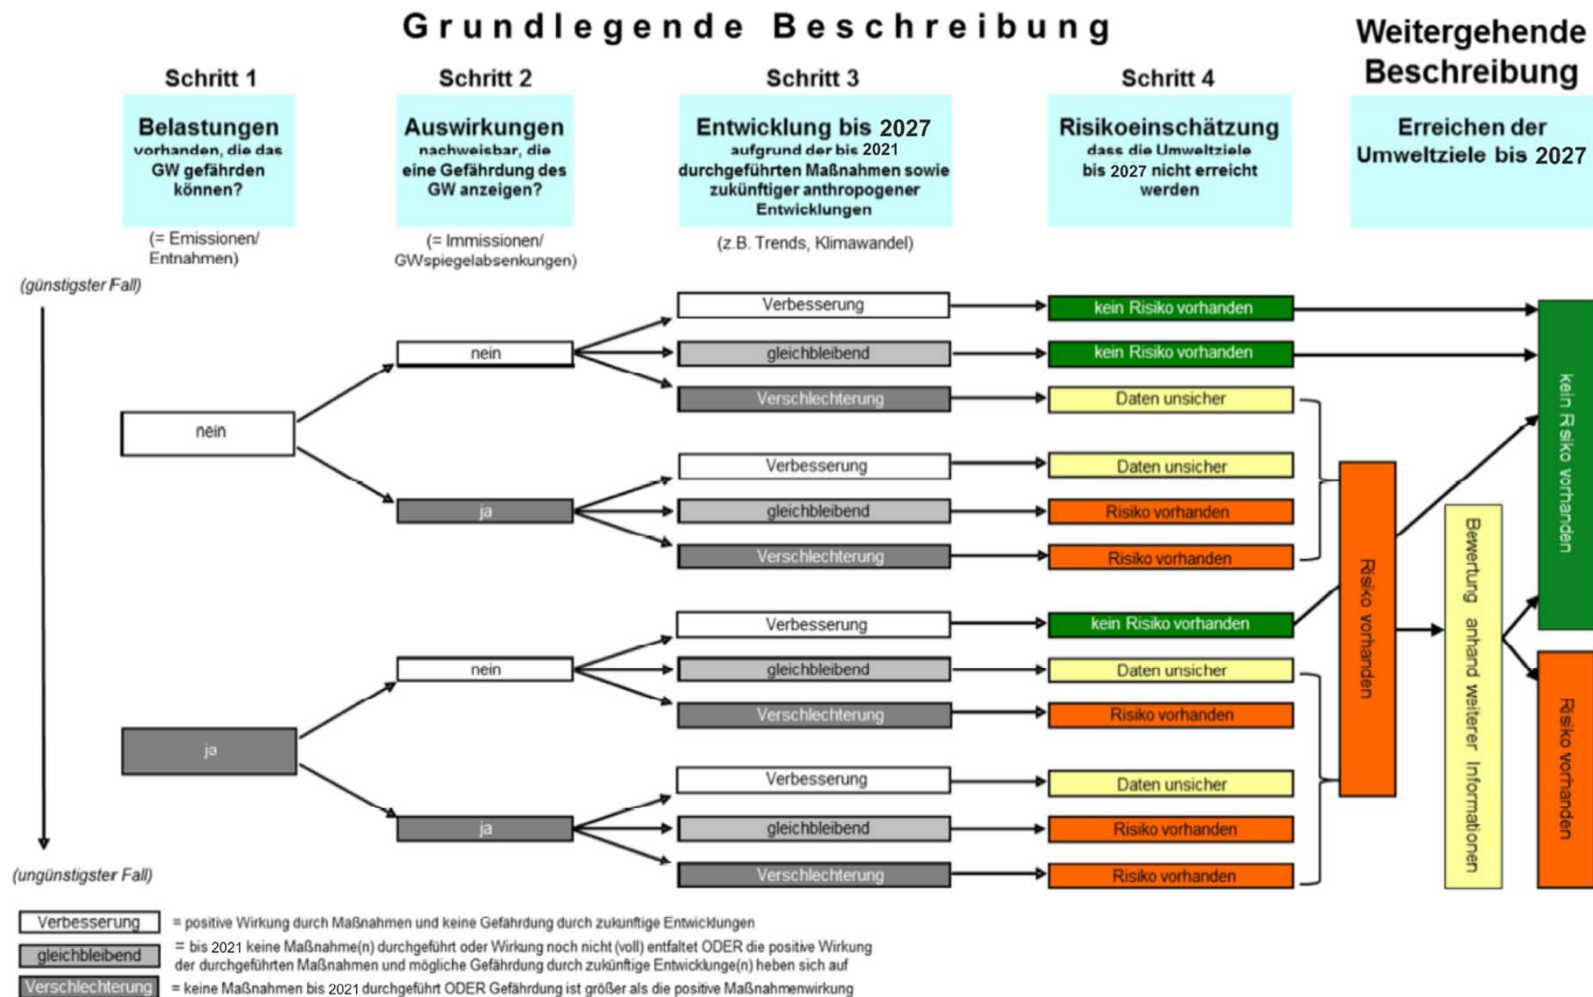 Grundlegende Beschreibung
Weitergehende
Beschreibung
Schritt 1
Schritt 2
Schritt 3
Schritt 4
Belastungen
vorhanden, die das
GW gefährden
können?
Auswirkungen
nachweisbar, die
eine Gefährdung des
GW anzeigen?
Entwicklung bis 2027
aufgrund der bis 2021
durchgeführten Maßnahmen sowie
zukünftiger anthropogener
Entwicklungen
Risikoeinschätzung
dass die Umweltziele
bis 2027 nicht erreicht
werden
Erreichen der
Umweltziele bis 2027
(= Emissionen/
Entnahmen)
(= Immissionen/
GWspiegelabsenkungen)
(z.B. Trends, Klimawandel)
(günstigster Fall)
nein
nein
Verbesserung
kein Risiko vorhanden
gleichbleibend
kein Risiko vorhanden
Verschlechterung
Daten unsicher
ja
Verbesserung
Daten unsicher
gleichbleibend
Risiko vorhanden
Verschlechterung
Risiko vorhanden
ja
nein
Verbesserung
kein Risiko vorhanden
gleichbleibend
Daten unsicher
Verschlechterung
Risiko vorhanden
ja
Verbesserung
Daten unsicher
gleichbleibend
Risiko vorhanden
Verschlechterung
Risiko vorhanden
Risiko vorhanden
Bewertung anhand weiterer Informationen
kein Risiko vorhanden
Risiko vorhanden
(ungünstigster Fall)
Verbesserung = positive Wirkung durch Maßnahmen und keine Gefährdung durch zukünftige Entwicklungen
gleichbleibend = bis 2021 keine Maßnahme(n) durchgeführt oder Wirkung noch nicht (voll) entfaltet ODER die positive Wirkung
der durchgeführten Maßnahmen und mögliche Gefährdung durch zukünftige Entwicklunge(n) heben sich auf
Verschlechterung = keine Maßnahmen bis 2021 durchgeführt ODER Gefährdung ist größer als die positive Maßnahmenwirkung